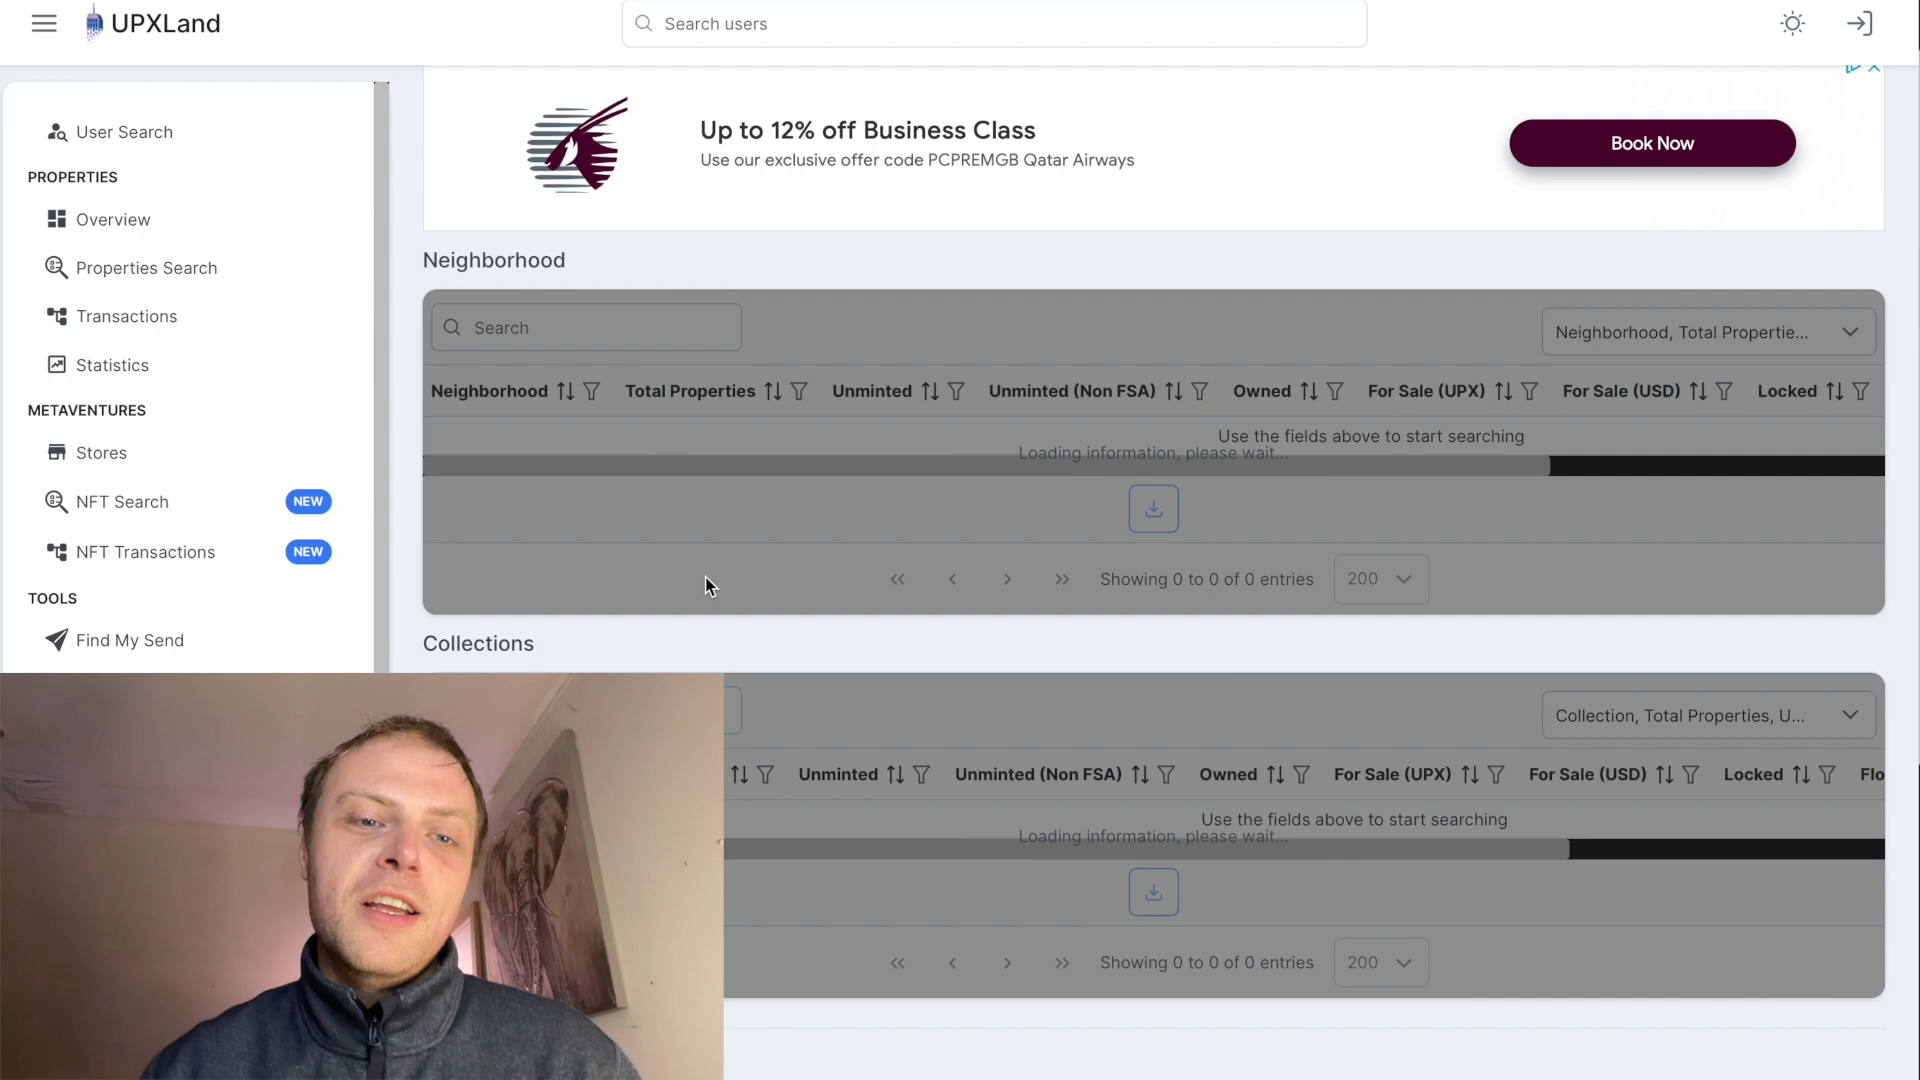 UPXLand
Search users
User Search
PROPERTIES
Overview
Properties Search
Transactions
Statistics
METAVENTURES
Stores
NFT Search NEW
NFT Transactions NEW
TOOLS
Find My Send
Up to 12% off Business Class
Use our exclusive offer code PCPREMGB Qatar Airways
Book Now
Neighborhood
Search
Neighborhood, Total Propertie...
Neighborhood Total Properties Unminted Unminted (Non FSA) Owned For Sale (UPX) For Sale (USD) Locked
Use the fields above to start searching
Loading information, please wait...
Showing 0 to 0 of 0 entries 200
Collections
Collection, Total Properties, U...
Unminted Unminted (Non FSA) Owned For Sale (UPX) For Sale (USD) Locked Flo
Use the fields above to start searching
Loading information, please wait...
Showing 0 to 0 of 0 entries 200